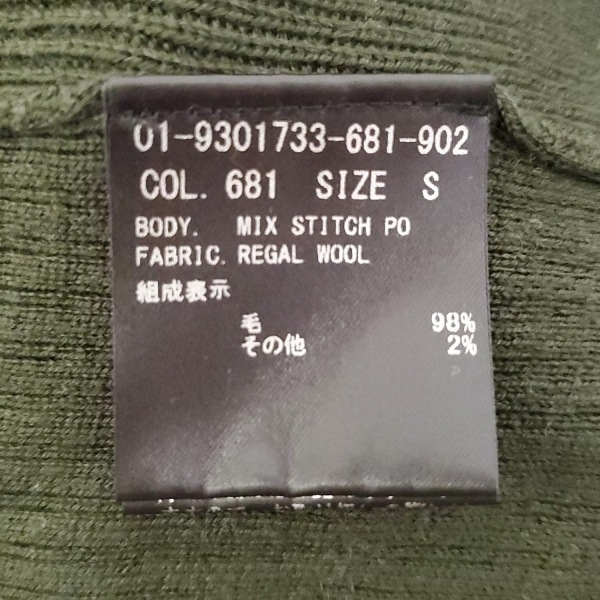 01-9301733-681-902
COL. 681 SIZE S
BODY. MIX STITCH PO
FABRIC. REGAL WOOL
組成表示
毛 98%
その他 2%